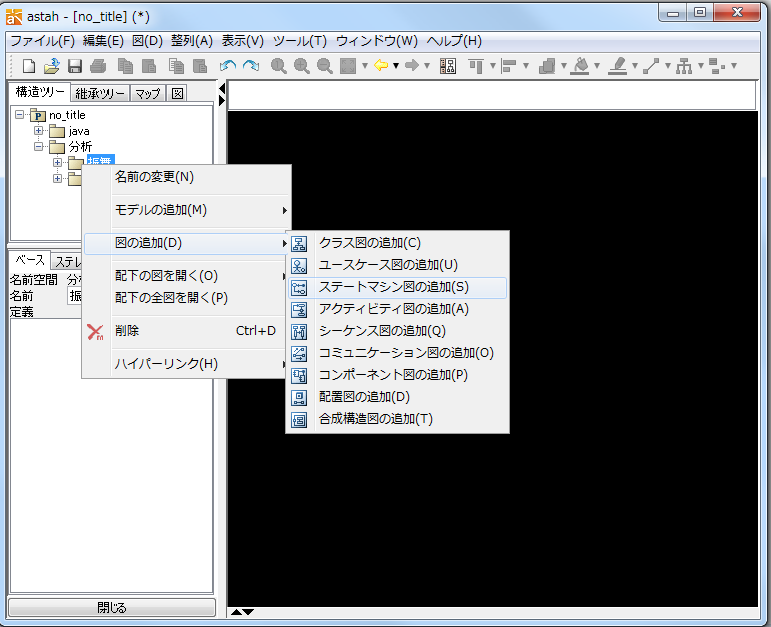 astah - [no_title] (*)
ファイル(F) 編集(E) 図(D) 整列(A) 表示(V) ツール(T) ウィンドウ(W) ヘルプ(H)
構造ツリー 継承ツリー マップ 図
no_title
java
分析
振舞
名前の変更(N)
モデルの追加(M)
図の追加(D)
配下の図を開く(O)
配下の全図を開く(P)
削除 Ctrl+D
ハイパーリンク(H)
クラス図の追加(C)
ユースケース図の追加(U)
ステートマシン図の追加(S)
アクティビティ図の追加(A)
シーケンス図の追加(Q)
コミュニケーション図の追加(O)
コンポーネント図の追加(P)
配置図の追加(D)
合成構造図の追加(T)
ベース ステレ
名前空間 分
名前 振
定義
閉じる